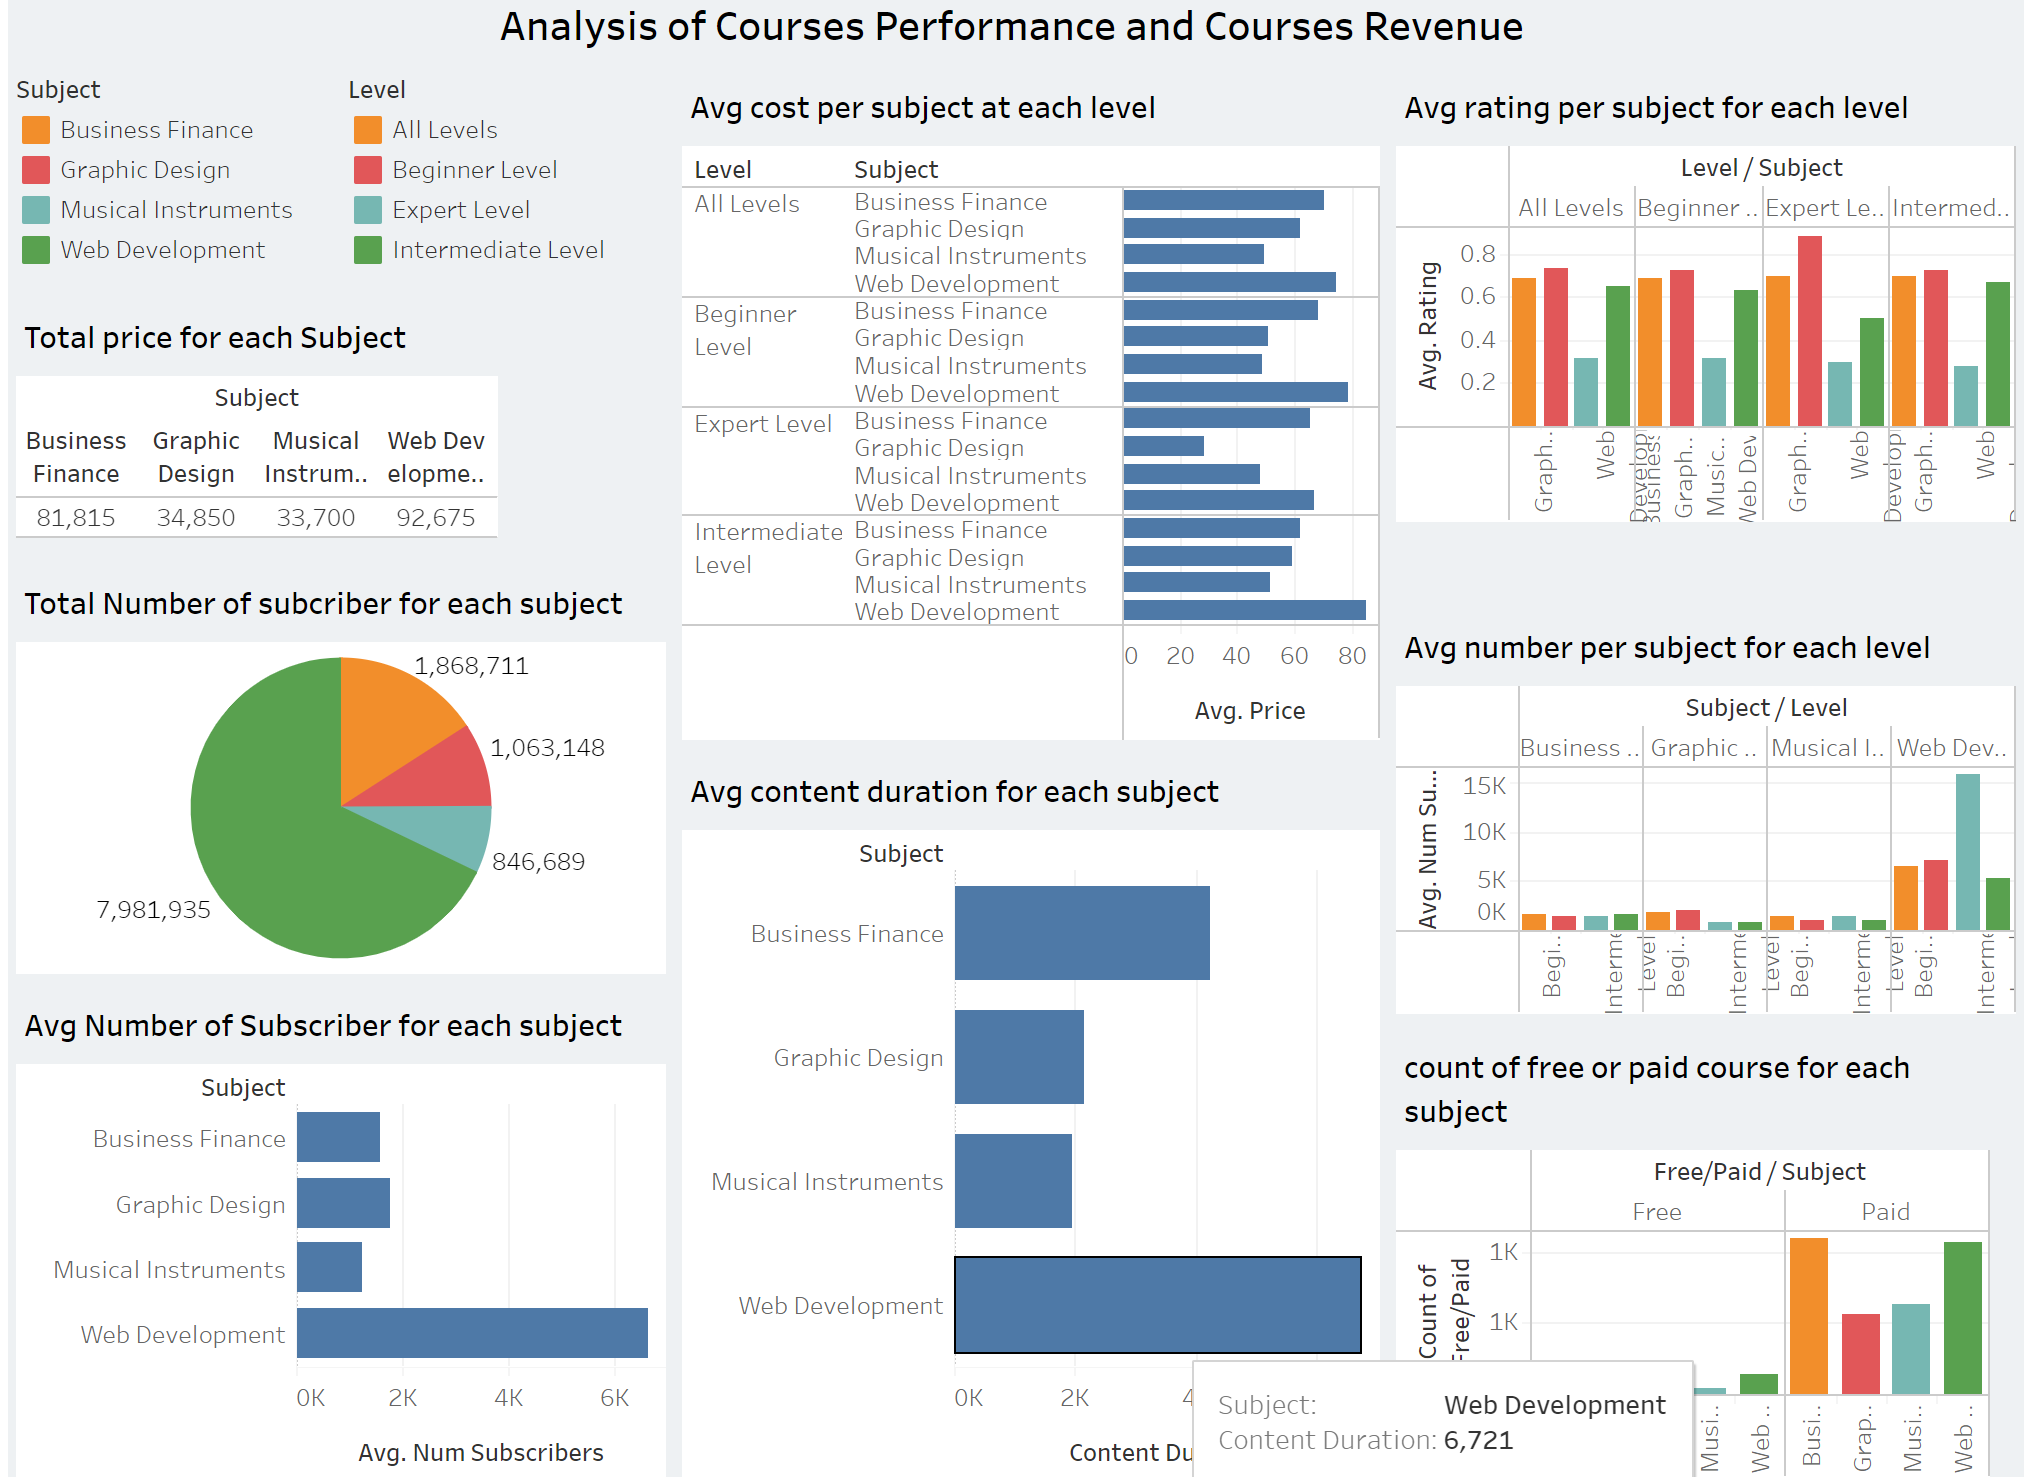 Analysis of Courses Performance and Courses Revenue
Subject
Business Finance
Graphic Design
Musical Instruments
Web Development
Level
All Levels
Beginner Level
Expert Level
Intermediate Level
Total price for each Subject
Subject
Business Graphic Musical Web Dev
Finance Design Instrum.. elopme..
81,815 34,850 33,700 92,675
Total Number of subcriber for each subject
1,868,711
1,063,148
846,689
7,981,935
Avg Number of Subscriber for each subject
Subject
Business Finance
Graphic Design
Musical Instruments
Web Development
0K 2K 4K 6K
Avg. Num Subscribers
Avg cost per subject at each level
Level Subject
All Levels Business Finance
Graphic Design
Musical Instruments
Web Development
Beginner Business Finance
Level Graphic Design
Musical Instruments
Web Development
Expert Level Business Finance
Graphic Design
Musical Instruments
Web Development
Intermediate Business Finance
Level Graphic Design
Musical Instruments
Web Development
0 20 40 60 80
Avg. Price
Avg content duration for each subject
Subject
Business Finance
Graphic Design
Musical Instruments
Web Development
0K 2K 4
Content Du
Subject: Web Development
Content Duration: 6,721
Avg rating per subject for each level
Level / Subject
All Levels Beginner .. Expert Le.. Intermed..
Avg. Rating
0.8
0.6
0.4
0.2
Graph.. Web Graph.. Music.. Web Dev Graph.. Web Graph.. Web
Avg number per subject for each level
Subject / Level
Business .. Graphic .. Musical I.. Web Dev..
Avg. Num Su...
15K
10K
5K
0K
Begi.. Interme Level Begi.. Interme Level Begi.. Interme Level Begi.. Interme
count of free or paid course for each
subject
Free/Paid / Subject
Free Paid
Count of
Free/Paid
1K
1K
Musi.. Web .. Busi.. Grap.. Musi.. Web ..